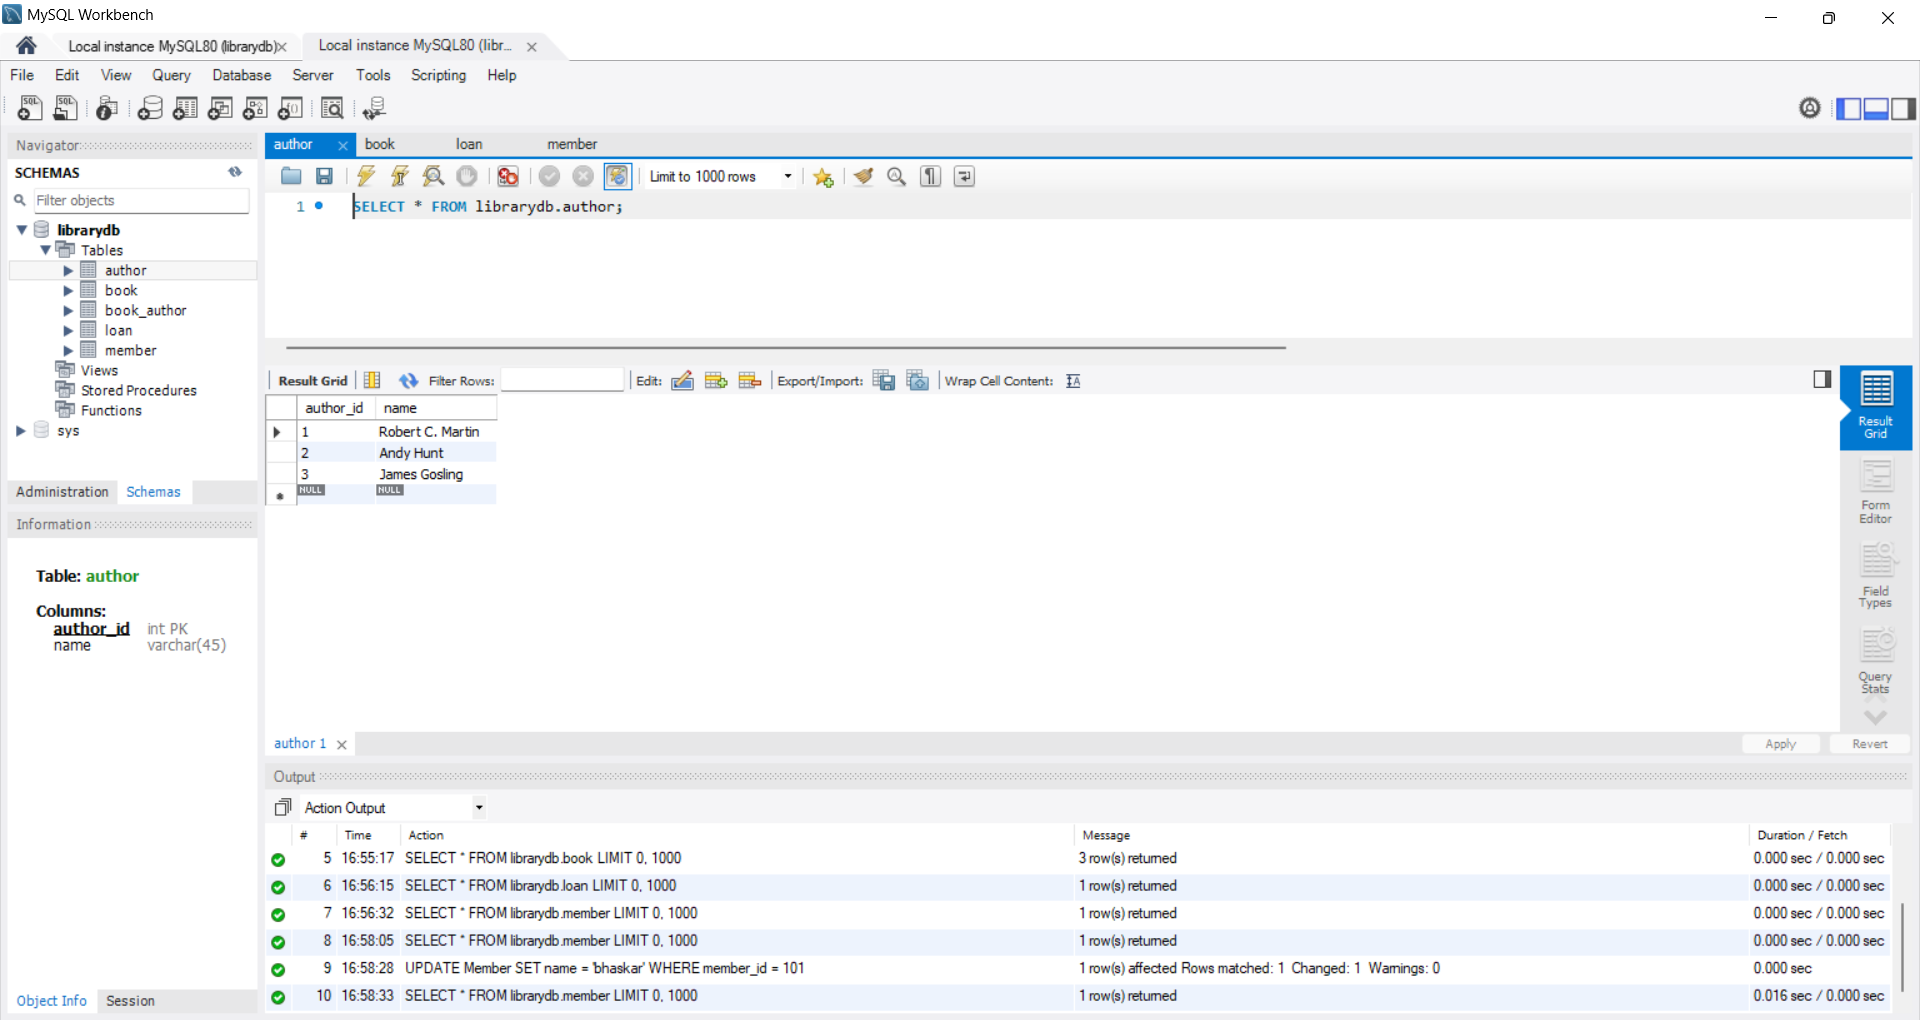 MySQL Workbench
Local instance MySQL80 (librarydb)
Local instance MySQL80 (libr...
File Edit View Query Database Server Tools Scripting Help
Navigator
SCHEMAS
Filter objects
librarydb
Tables
author
book
book_author
loan
member
Views
Stored Procedures
Functions
sys
Administration Schemas
Information
Table: author
Columns:
author_id int PK
name varchar(45)
Object Info Session
author book loan member
Limit to 1000 rows
1 SELECT * FROM librarydb.author;
Result Grid Filter Rows: Edit: Export/Import: Wrap Cell Content:
author_id name
1 Robert C. Martin
2 Andy Hunt
3 James Gosling
NULL NULL
Result
Grid
Form
Editor
Field
Types
Query
Stats
author 1
Apply Revert
Output
Action Output
# Time Action Message Duration / Fetch
5 16:55:17 SELECT * FROM librarydb.book LIMIT 0, 1000 3 row(s) returned 0.000 sec / 0.000 sec
6 16:56:15 SELECT * FROM librarydb.loan LIMIT 0, 1000 1 row(s) returned 0.000 sec / 0.000 sec
7 16:56:32 SELECT * FROM librarydb.member LIMIT 0, 1000 1 row(s) returned 0.000 sec / 0.000 sec
8 16:58:05 SELECT * FROM librarydb.member LIMIT 0, 1000 1 row(s) returned 0.000 sec / 0.000 sec
9 16:58:28 UPDATE Member SET name = 'bhaskar' WHERE member_id = 101 1 row(s) affected Rows matched: 1 Changed: 1 Warnings: 0 0.000 sec
10 16:58:33 SELECT * FROM librarydb.member LIMIT 0, 1000 1 row(s) returned 0.016 sec / 0.000 sec